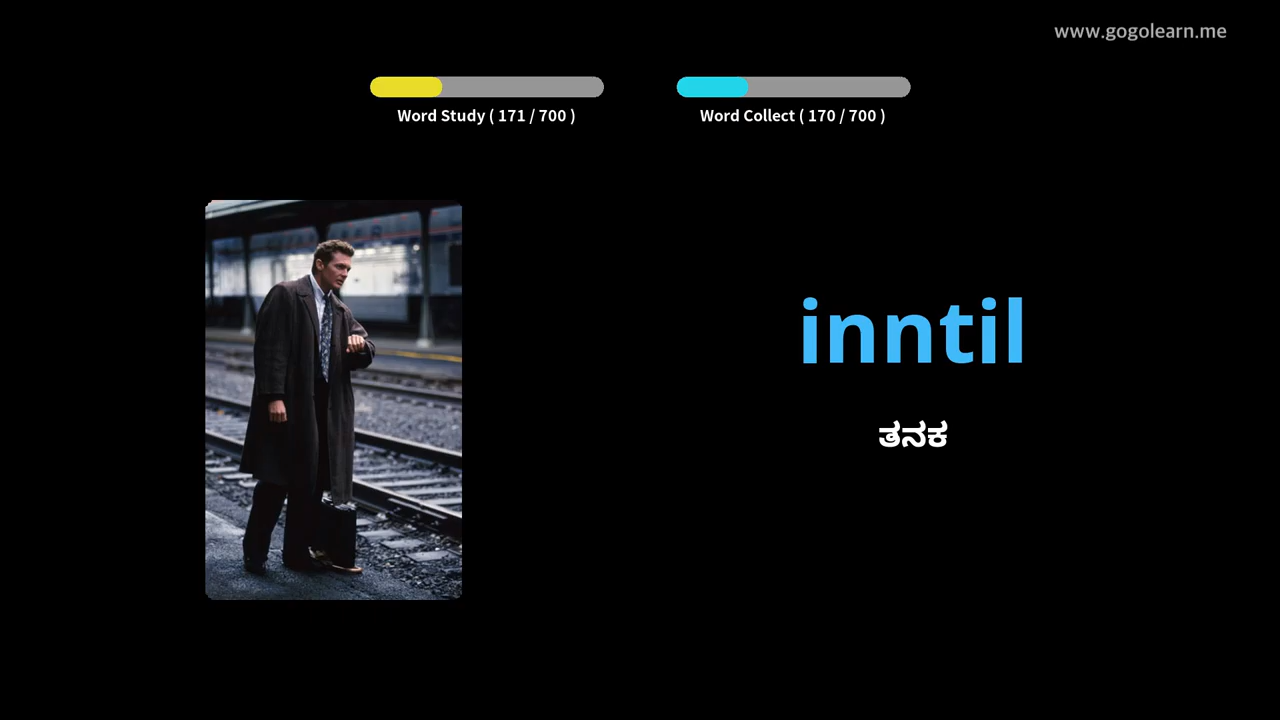 www.gogolearn.me
Word Study ( 171 / 700 )
Word Collect ( 170 / 700 )
inntil
ತನಕ